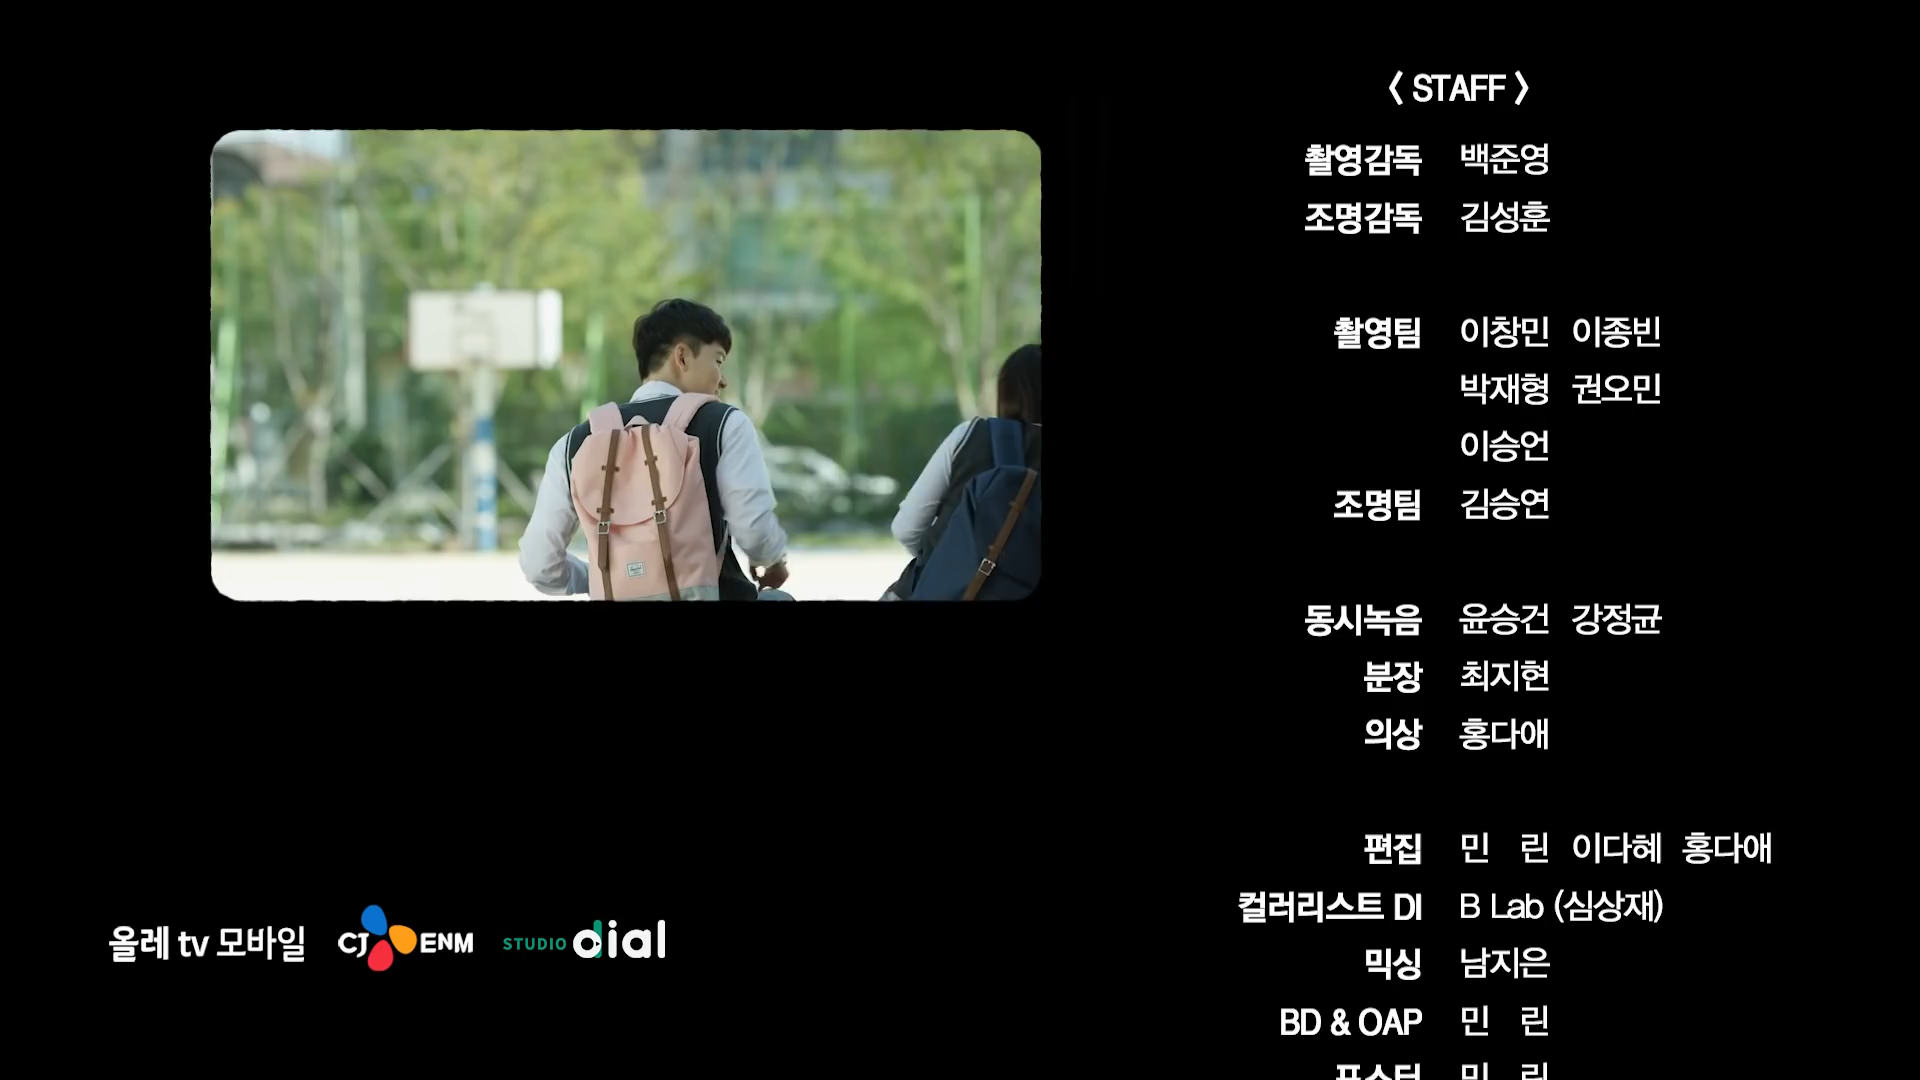 〈 STAFF 〉
촬영감독 백준영
조명감독 김성훈
촬영팀 이창민 이종빈
박재형 권오민
이승언
조명팀 김승연
동시녹음 윤승건 강정균
분장 최지현
의상 홍다애
편집 민 린 이다혜 홍다애
컬러리스트 DI B Lab (심상재)
믹싱 남지은
BD & OAP 민 린
포스터 민 린
올레 tv 모바일 CJ ENM STUDIO dial